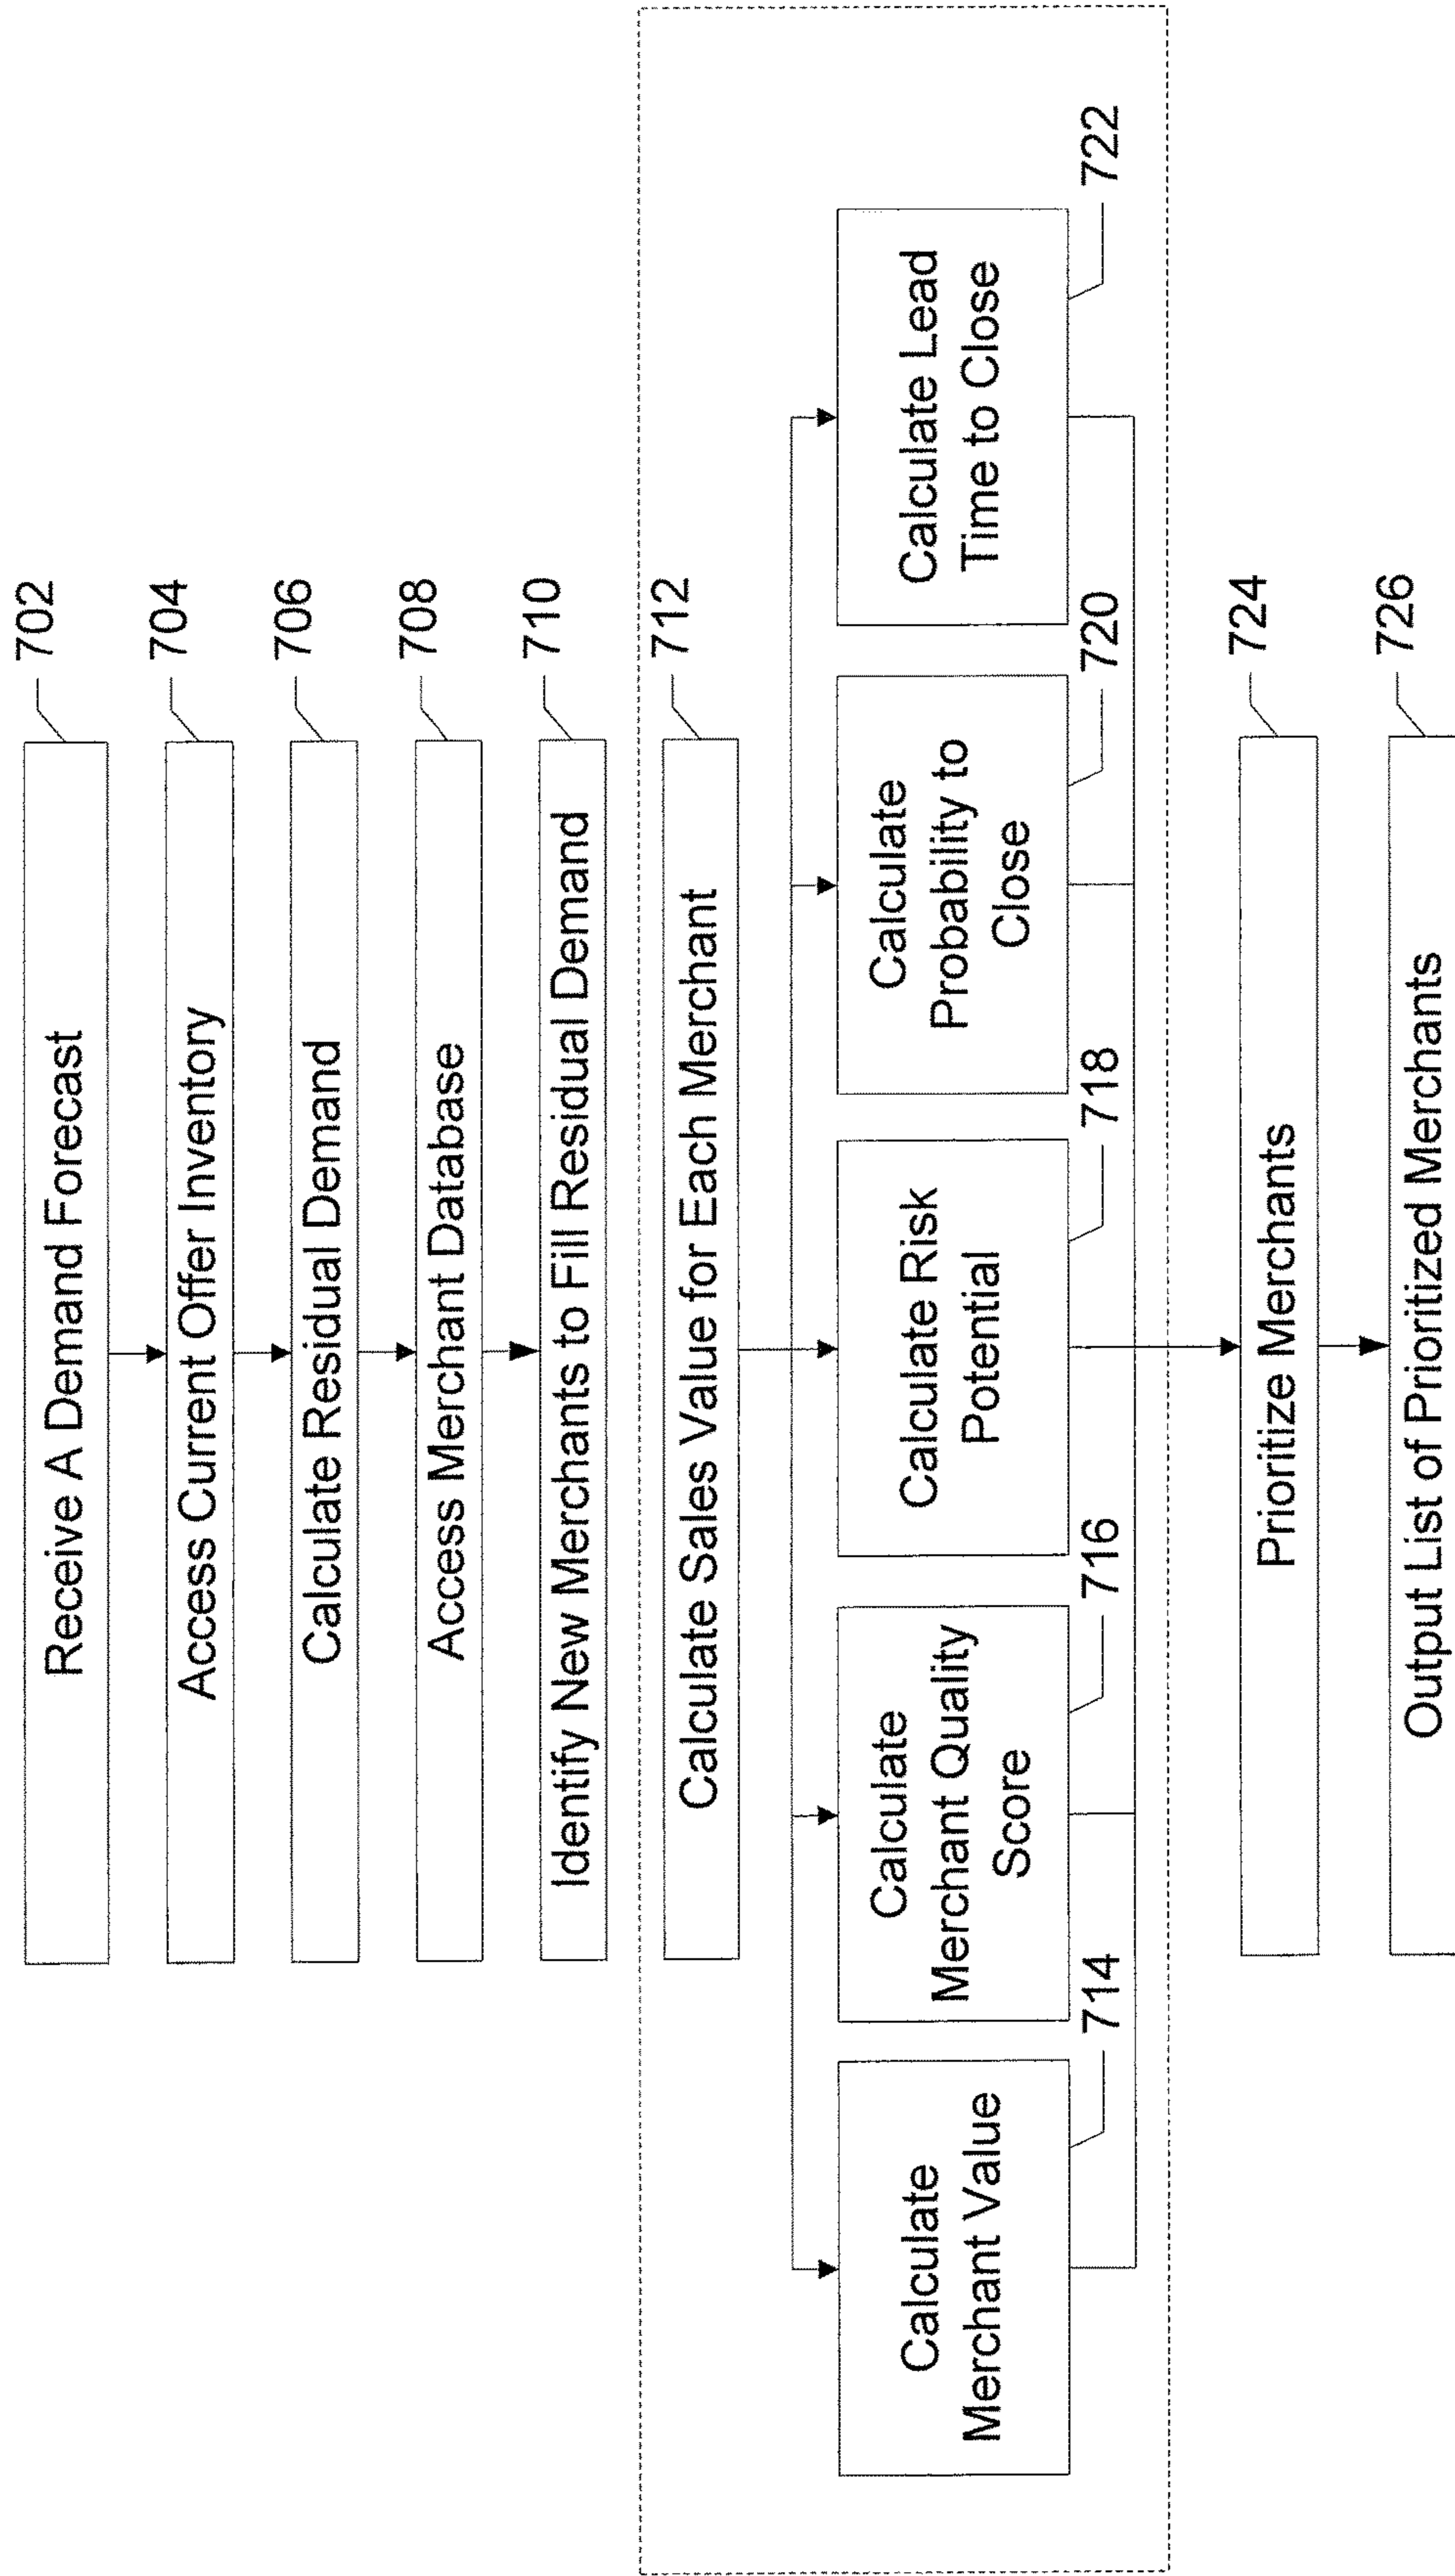 Receive A Demand Forecast
702
Access Current Offer Inventory
704
Calculate Residual Demand
706
Access Merchant Database
708
Identify New Merchants to Fill Residual Demand
710
Calculate Sales Value for Each Merchant
712
Calculate
Merchant Value
714
Calculate
Merchant Quality
Score
716
Calculate Risk
Potential
718
Calculate
Probability to
Close
720
Calculate Lead
Time to Close
722
Prioritize Merchants
724
Output List of Prioritized Merchants
726